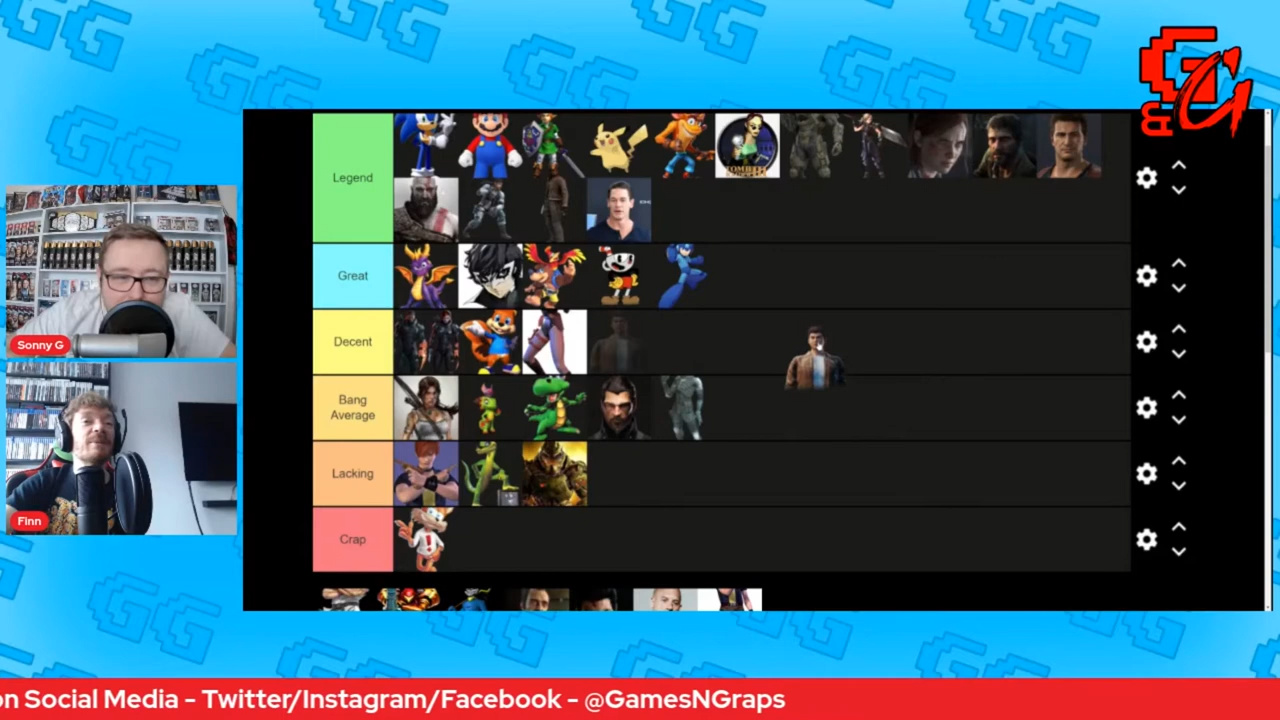 G
& G
Legend
Great
Decent
Bang
Average
Lacking
Crap
Sonny G
Finn
on Social Media - Twitter/Instagram/Facebook - @GamesNGraps